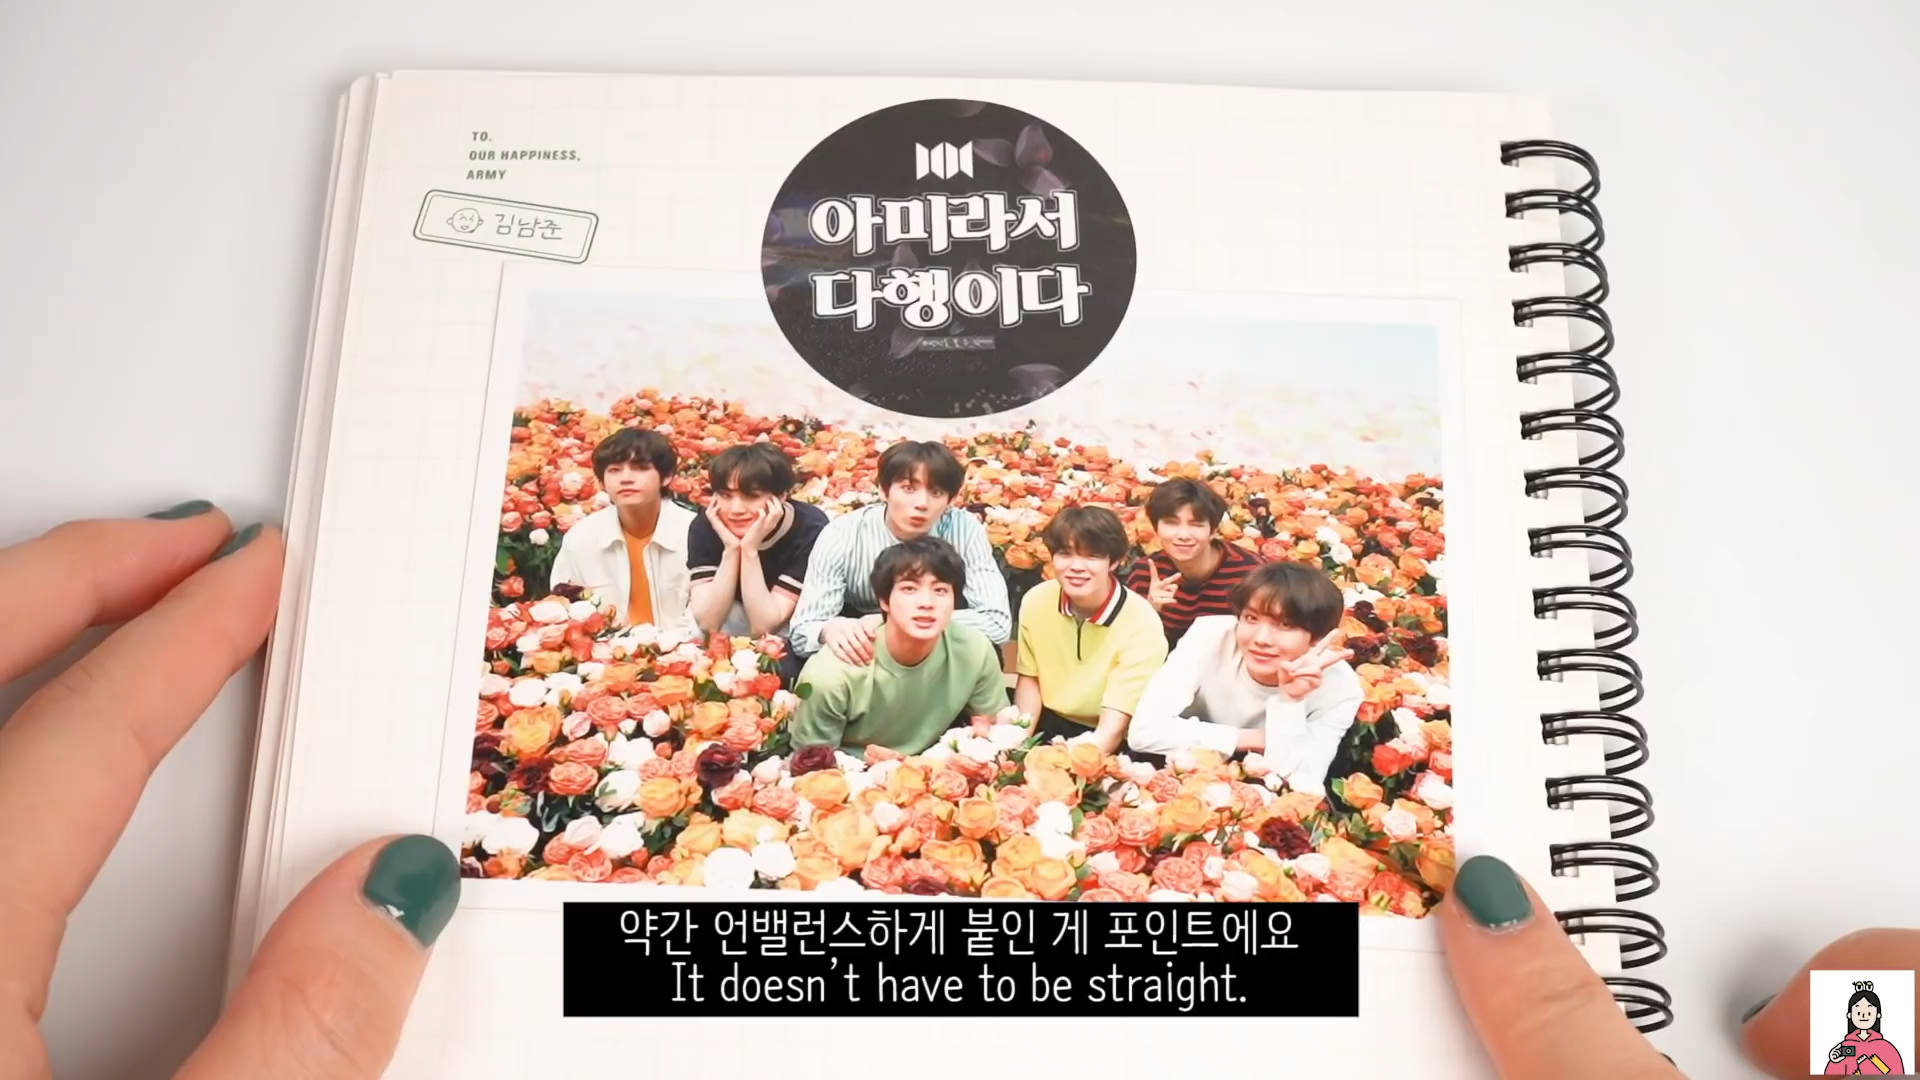 TO.
OUR HAPPINESS,
ARMY
김남준
아미라서
다행이다
약간 언밸런스하게 붙인 게 포인트에요
It doesn't have to be straight.